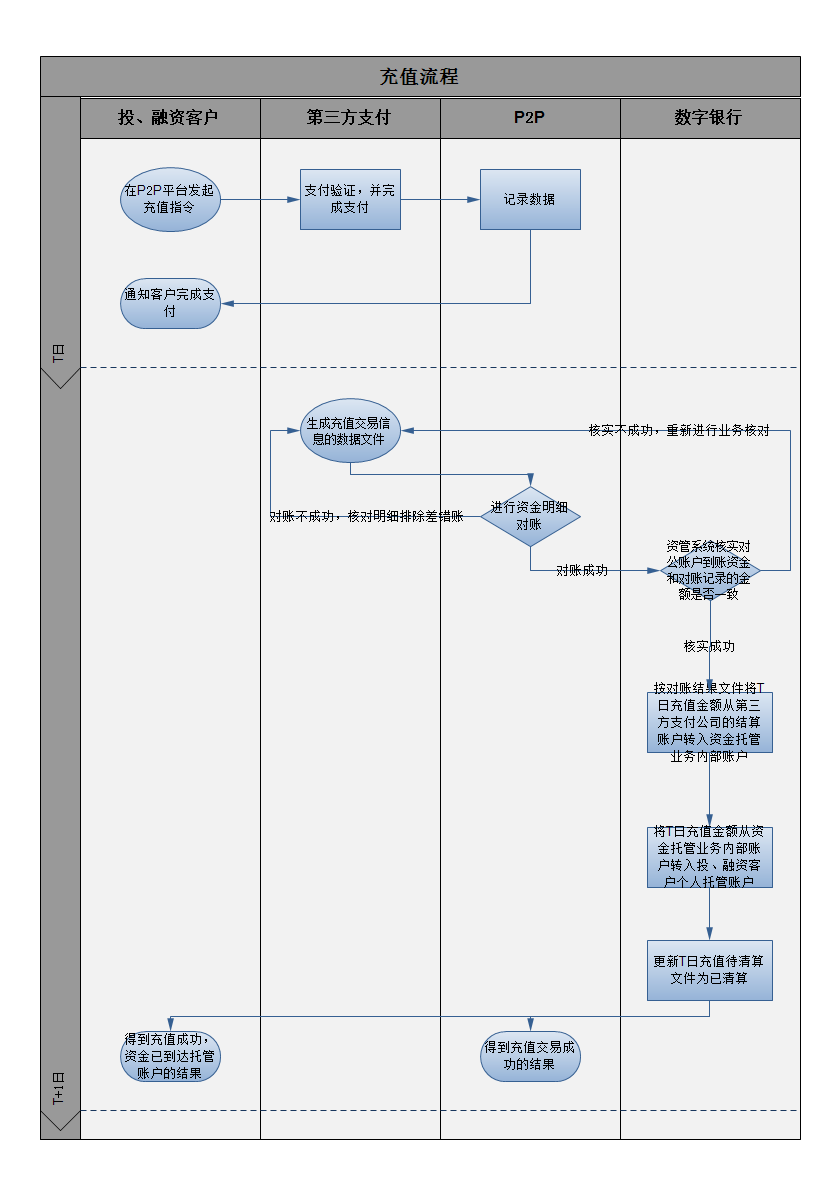 充值流程
投、融资客户
第三方支付
P2P
数字银行
在P2P平台发起
充值指令
支付验证，并完
成支付
记录数据
通知客户完成支
付
T日
生成充值交易信
息的数据文件
核实不成功，重新进行业务核对
进行资金明细
对账
对账不成功，核对明细排除差错账
对账成功
资管系统核实对
公账户到账资金
和对账记录的金
额是否一致
核实成功
按对账结果文件将T
日充值金额从第三
方支付公司的结算
账户转入资金托管
业务内部账户
将T日充值金额从资
金托管业务内部账
户转入投、融资客
户个人托管账户
更新T日充值待清算
文件为已清算
得到充值成功，
资金已到达托管
账户的结果
得到充值交易成
功的结果
T+1日